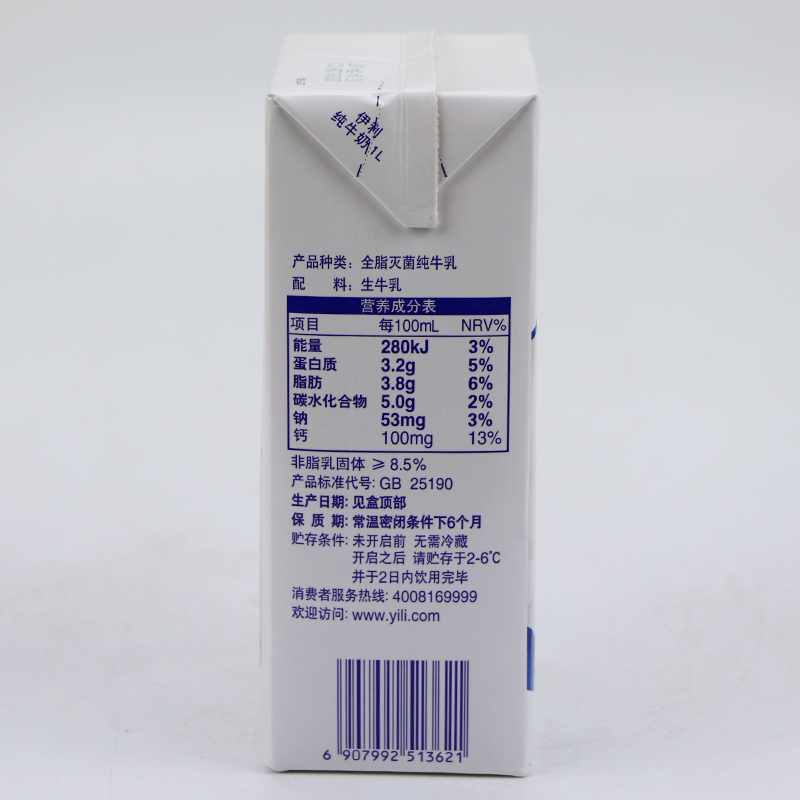 伊利
纯牛奶1L
产品种类：全脂灭菌纯牛乳
配 料：生牛乳
营养成分表
项目 每100mL NRV%
能量 280kJ 3%
蛋白质 3.2g 5%
脂肪 3.8g 6%
碳水化合物 5.0g 2%
钠 53mg 3%
钙 100mg 13%
非脂乳固体 ≥ 8.5%
产品标准代号: GB 25190
生产日期: 见盒顶部
保 质 期: 常温密闭条件下6个月
贮存条件: 未开启前 无需冷藏
开启之后 请贮存于2-6℃
并于2日内饮用完毕
消费者服务热线: 4008169999
欢迎访问: www.yili.com
6 907992 513621